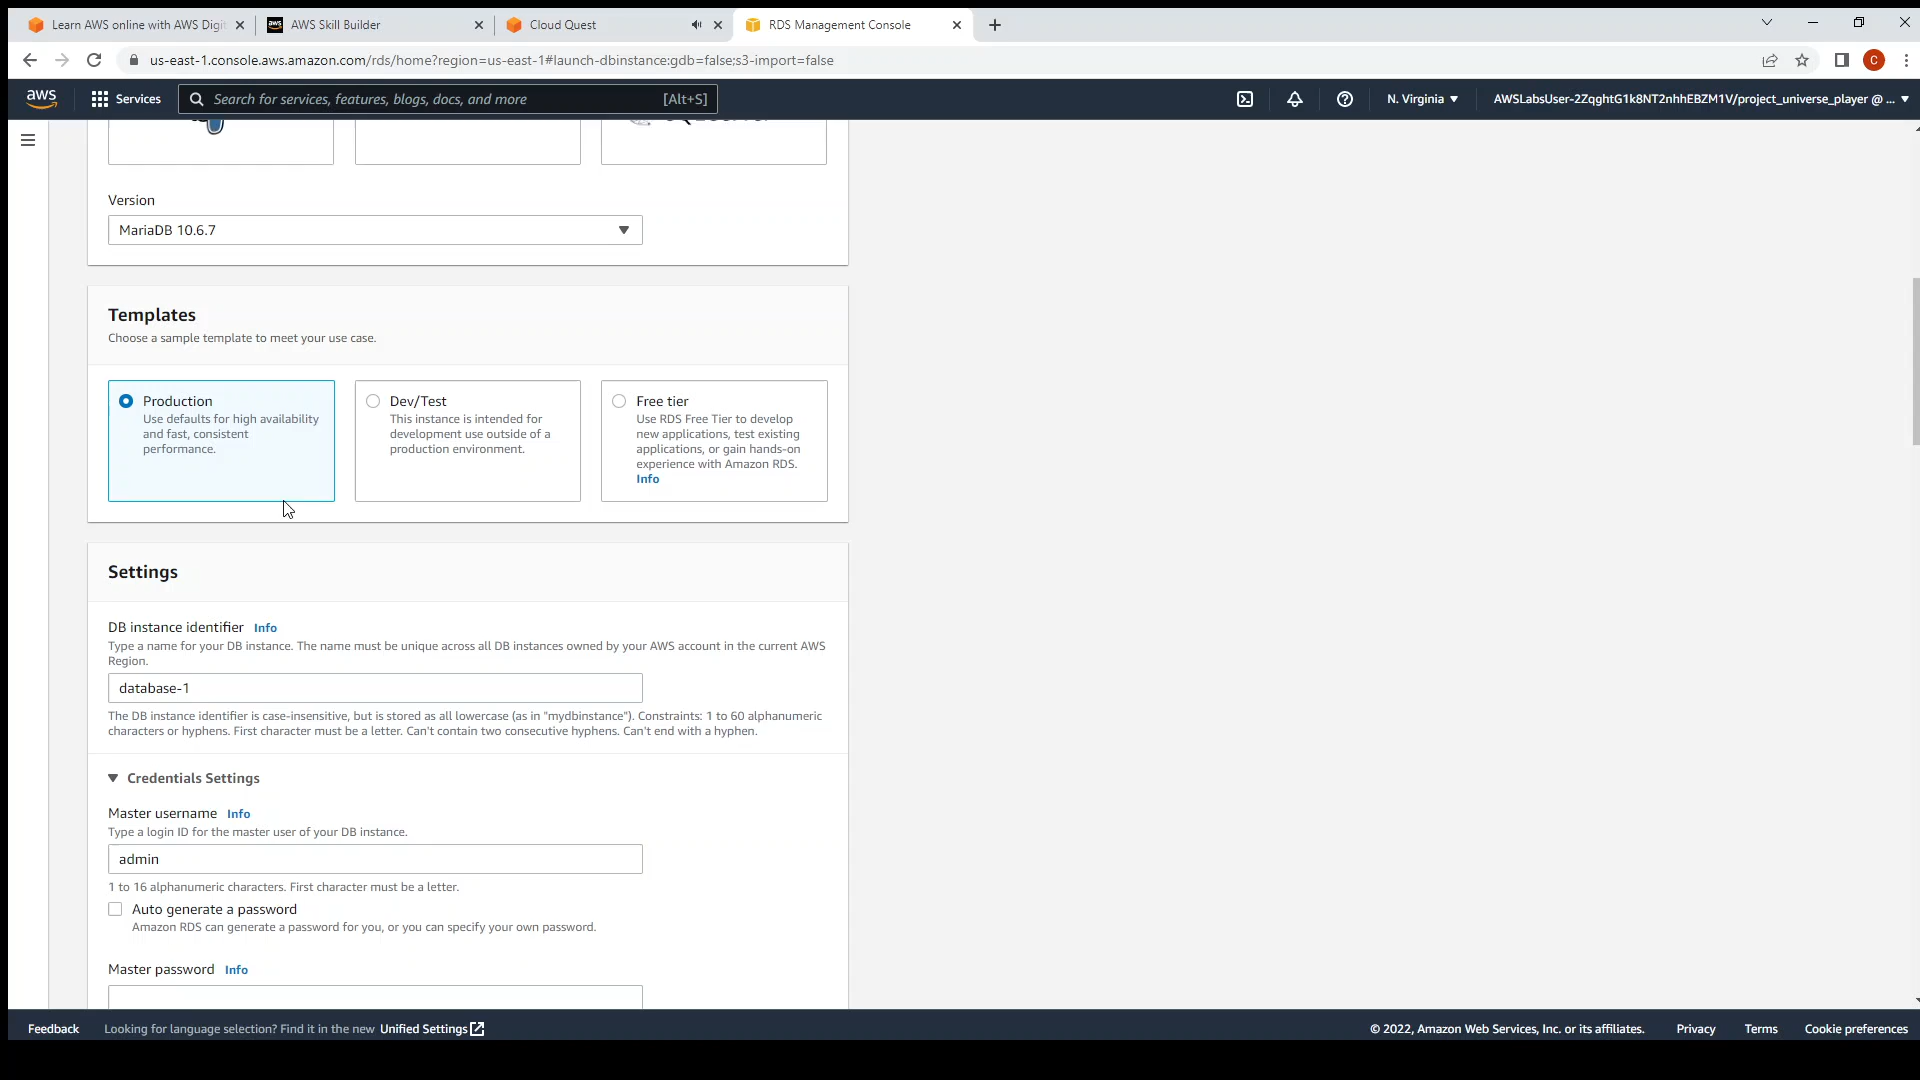 Learn AWS online with AWS Digit
AWS Skill Builder
Cloud Quest
RDS Management Console
us-east-1.console.aws.amazon.com/rds/home?region=us-east-1#launch-dbinstance:gdb=false;s3-import=false
C
aws
Services
Search for services, features, blogs, docs, and more
[Alt+S]
N. Virginia
AWSLabsUser-2ZqghtG1k8NT2nhhEBZM1V/project_universe_player @ ...
Version
MariaDB 10.6.7
Templates
Choose a sample template to meet your use case.
Production
Use defaults for high availability
and fast, consistent
performance.
Dev/Test
This instance is intended for
development use outside of a
production environment.
Free tier
Use RDS Free Tier to develop
new applications, test existing
applications, or gain hands-on
experience with Amazon RDS.
Info
Settings
DB instance identifier Info
Type a name for your DB instance. The name must be unique across all DB instances owned by your AWS account in the current AWS
Region.
database-1
The DB instance identifier is case-insensitive, but is stored as all lowercase (as in "mydbinstance"). Constraints: 1 to 60 alphanumeric
characters or hyphens. First character must be a letter. Can't contain two consecutive hyphens. Can't end with a hyphen.
Credentials Settings
Master username Info
Type a login ID for the master user of your DB instance.
admin
1 to 16 alphanumeric characters. First character must be a letter.
Auto generate a password
Amazon RDS can generate a password for you, or you can specify your own password.
Master password Info
Feedback
Looking for language selection? Find it in the new Unified Settings
© 2022, Amazon Web Services, Inc. or its affiliates.
Privacy
Terms
Cookie preferences